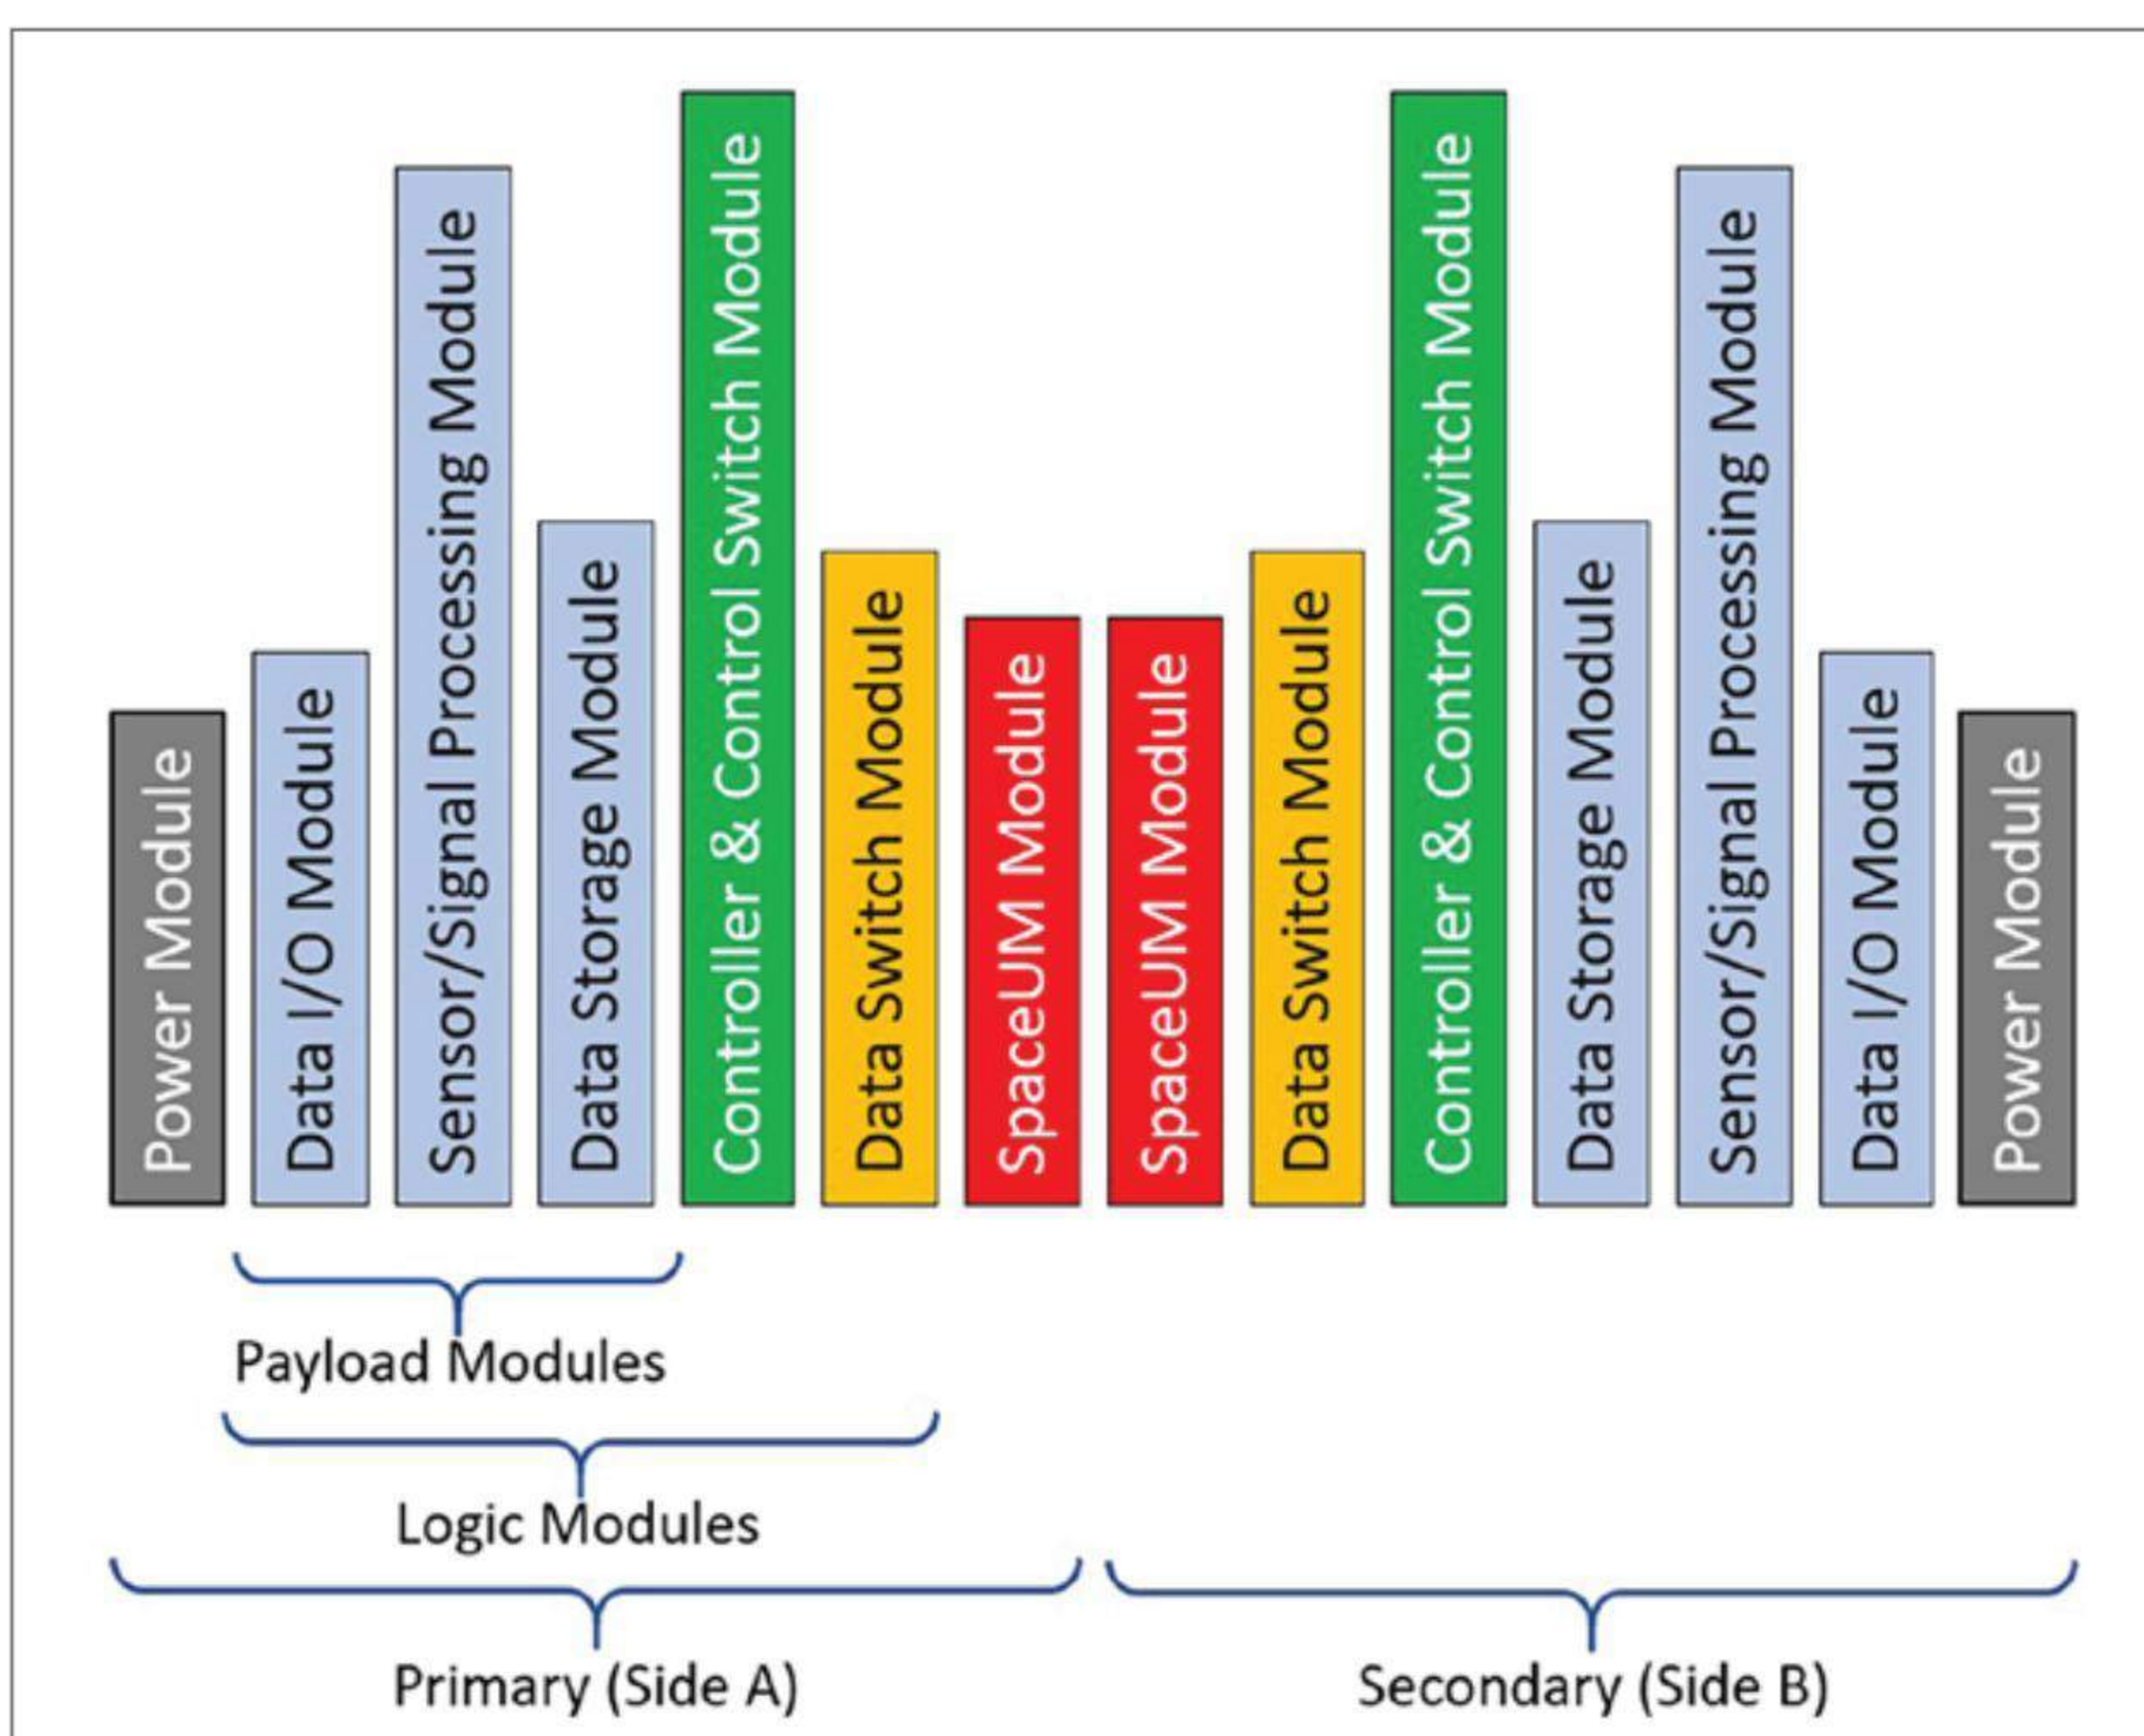 Power Module
Data I/O Module
Sensor/Signal Processing Module
Data Storage Module
Controller & Control Switch Module
Data Switch Module
SpaceUM Module
SpaceUM Module
Data Switch Module
Controller & Control Switch Module
Data Storage Module
Sensor/Signal Processing Module
Data I/O Module
Power Module
Payload Modules
Logic Modules
Primary (Side A)
Secondary (Side B)